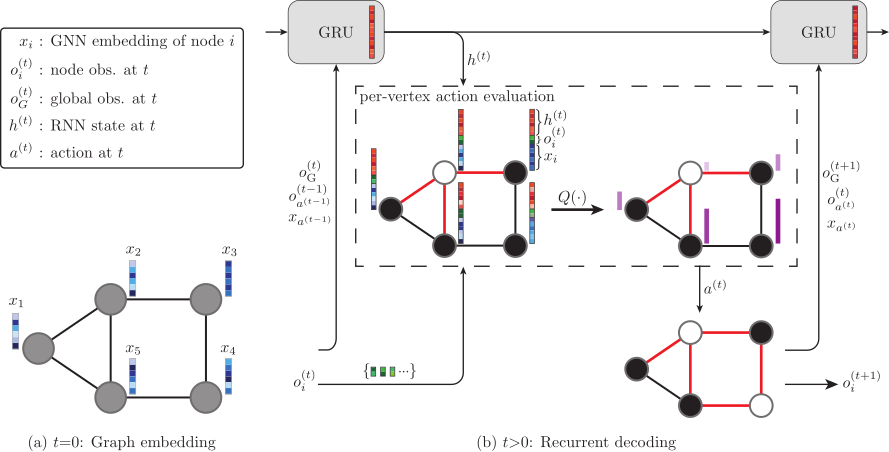 x_i : GNN embedding of node i
o_i^(t) : node obs. at t
o_G^(t) : global obs. at t
h^(t) : RNN state at t
a^(t) : action at t
x_1
x_2
x_3
x_5
x_4
(a) t=0: Graph embedding
GRU
GRU
h^(t)
per-vertex action evaluation
h^(t)
o_i^(t)
x_i
Q(·)
o_G^(t)
o_{a^(t−1)}^(t−1)
x_{a^(t−1)}
a^(t)
o_G^(t+1)
o_{a^(t)}^(t)
x_{a^(t)}
o_i^(t)
{ ...}
o_i^(t+1)
(b) t>0: Recurrent decoding